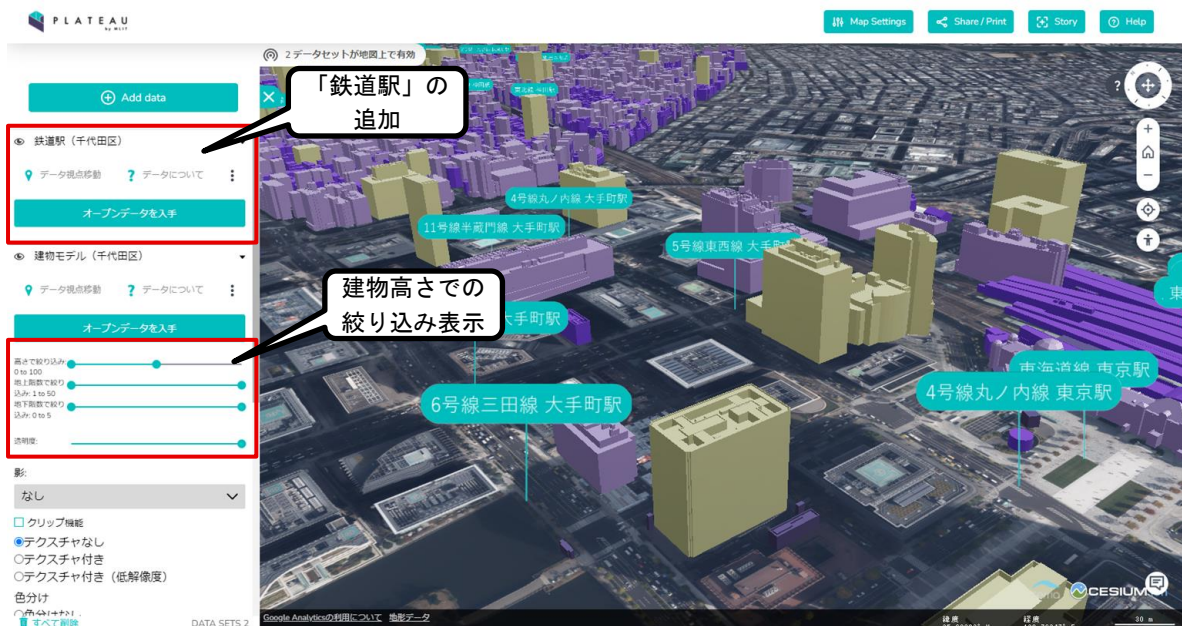 PLATEAU
by MLIT
Map Settings
Share / Print
Story
Help
2 データセットが地図上で有効
Add data
「鉄道駅」の
追加
鉄道駅（千代田区）
データ視点移動
? データについて
オープンデータを入手
建物モデル（千代田区）
データ視点移動
? データについて
オープンデータを入手
建物高さでの
絞り込み表示
高さで絞り込み:
0 to 100
地上階数で絞り
込み: 1 to 50
地下階数で絞り
込み: 0 to 5
透明度:
影:
なし
クリップ機能
テクスチャなし
テクスチャ付き
テクスチャ付き（低解像度）
色分け
色分けなし
すべて削除
DATA SETS 2
?
4号線丸ノ内線 大手町駅
11号線半蔵門線 大手町駅
5号線東西線 大手町
大手町駅
東
東海道線 東京駅
4号線丸ノ内線 東京駅
6号線三田線 大手町駅
Google Analyticsの利用について 地形データ
CESIUM
緯度
経度
30 m